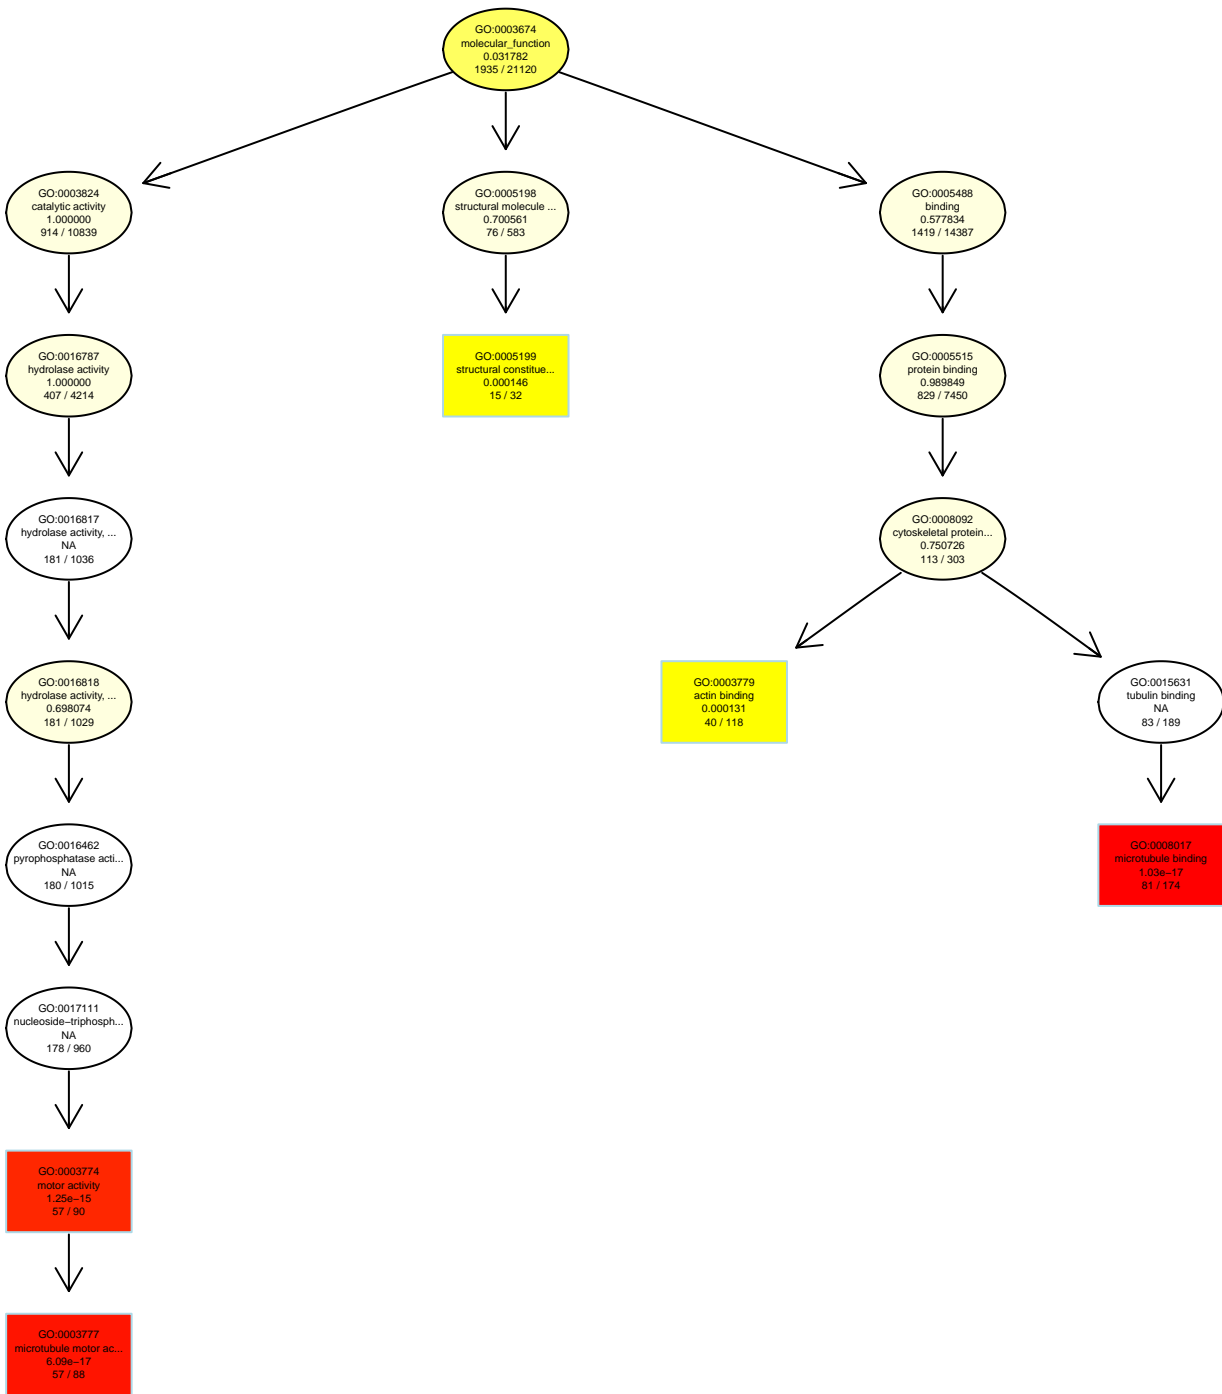 GO:0003674
molecular_function
0.031782
1935 / 21120
GO:0003824
catalytic activity
1.000000
914 / 10839
GO:0005198
structural molecule ...
0.700561
76 / 583
GO:0005488
binding
0.577834
1419 / 14387
GO:0016787
hydrolase activity
1.000000
407 / 4214
GO:0005199
structural constitue...
0.000146
15 / 32
GO:0005515
protein binding
0.989849
829 / 7450
GO:0016817
hydrolase activity, ...
NA
181 / 1036
GO:0008092
cytoskeletal protein...
0.750726
113 / 303
GO:0016818
hydrolase activity, ...
0.698074
181 / 1029
GO:0003779
actin binding
0.000131
40 / 118
GO:0015631
tubulin binding
NA
83 / 189
GO:0016462
pyrophosphatase acti...
NA
180 / 1015
GO:0008017
microtubule binding
1.03e−17
81 / 174
GO:0017111
nucleoside−triphosph...
NA
178 / 960
GO:0003774
motor activity
1.25e−15
57 / 90
GO:0003777
microtubule motor ac...
6.09e−17
57 / 88